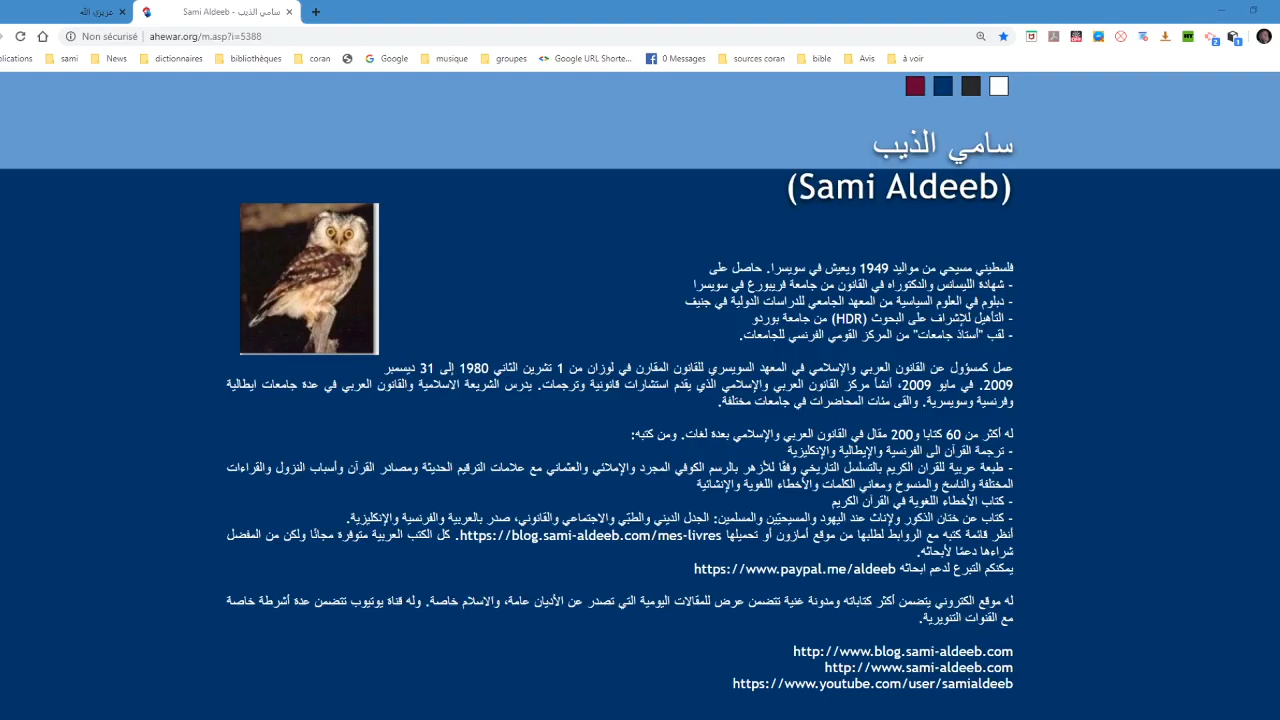 عزيزي الله
Sami Aldeeb - سامي الذيب
Non sécurisé | ahewar.org/m.asp?i=5388
plications sami News dictionnaires bibliothèques coran Google musique groupes Google URL Shorte... 0 Messages sources coran bible Avis à voir
سامي الذيب
(Sami Aldeeb)
فلسطيني مسيحي من مواليد 1949 ويعيش في سويسرا. حاصل على
- شهادة الليسانس والدكتوراه في القانون من جامعة فريبورغ في سويسرا
- دبلوم في العلوم السياسية من المعهد الجامعي للدراسات الدولية في جنيف
- التأهيل للإشراف على البحوث (HDR) من جامعة بوردو
- لقب "أستاذ جامعات" من المركز القومي الفرنسي للجامعات.
عمل كمسؤول عن القانون العربي والإسلامي في المعهد السويسري للقانون المقارن في لوزان من 1 تشرين الثاني 1980 إلى 31 ديسمبر
2009. في مايو 2009، أنشأ مركز القانون العربي والإسلامي الذي يقدم استشارات قانونية وترجمات. يدرس الشريعة الاسلامية والقانون العربي في عدة جامعات ايطالية
وفرنسية وسويسرية. والقى مئات المحاضرات في جامعات مختلفة.
له أكثر من 60 كتابا و200 مقال في القانون العربي والإسلامي بعدة لغات. ومن كتبه:
- ترجمة القرآن الى الفرنسية والإيطالية والإنكليزية
- طبعة عربية للقران الكريم بالتسلسل التاريخي وفقًا للأزهر بالرسم الكوفي المجرد والإملائي والعثماني مع علامات الترقيم الحديثة ومصادر القرآن وأسباب النزول والقراءات
المختلفة والناسخ والمنسوخ ومعاني الكلمات والأخطاء اللغوية والإنشائية
- كتاب الأخطاء اللغوية في القرآن الكريم
- كتاب عن ختان الذكور والإناث عند اليهود والمسيحيّين والمسلمين: الجدل الديني والطبّي والاجتماعي والقانوني، صدر بالعربية والفرنسية والإنكليزية.
أنظر قائمة كتبه مع الروابط لطلبها من موقع أمازون أو تحميلها https://blog.sami-aldeeb.com/mes-livres. كل الكتب العربية متوفرة مجانًا ولكن من المفضل
شراءها دعمًا لأبحاثه.
يمكنكم التبرع لدعم ابحاثه https://www.paypal.me/aldeeb
له موقع الكتروني يتضمن أكثر كتاباته ومدونة غنية تتضمن عرض للمقالات اليومية التي تصدر عن الأديان عامة، والاسلام خاصة. وله قناة يوتيوب تتضمن عدة أشرطة خاصة
مع القنوات التنويرية.
http://www.blog.sami-aldeeb.com
http://www.sami-aldeeb.com
https://www.youtube.com/user/samialdeeb